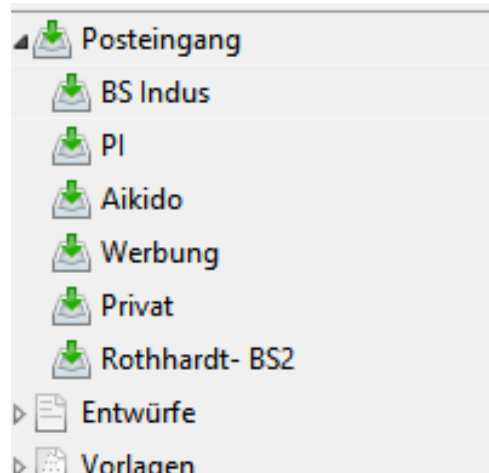 Posteingang
BS Indus
PI
Aikido
Werbung
Privat
Rothhardt- BS2
Entwürfe
Vorlagen